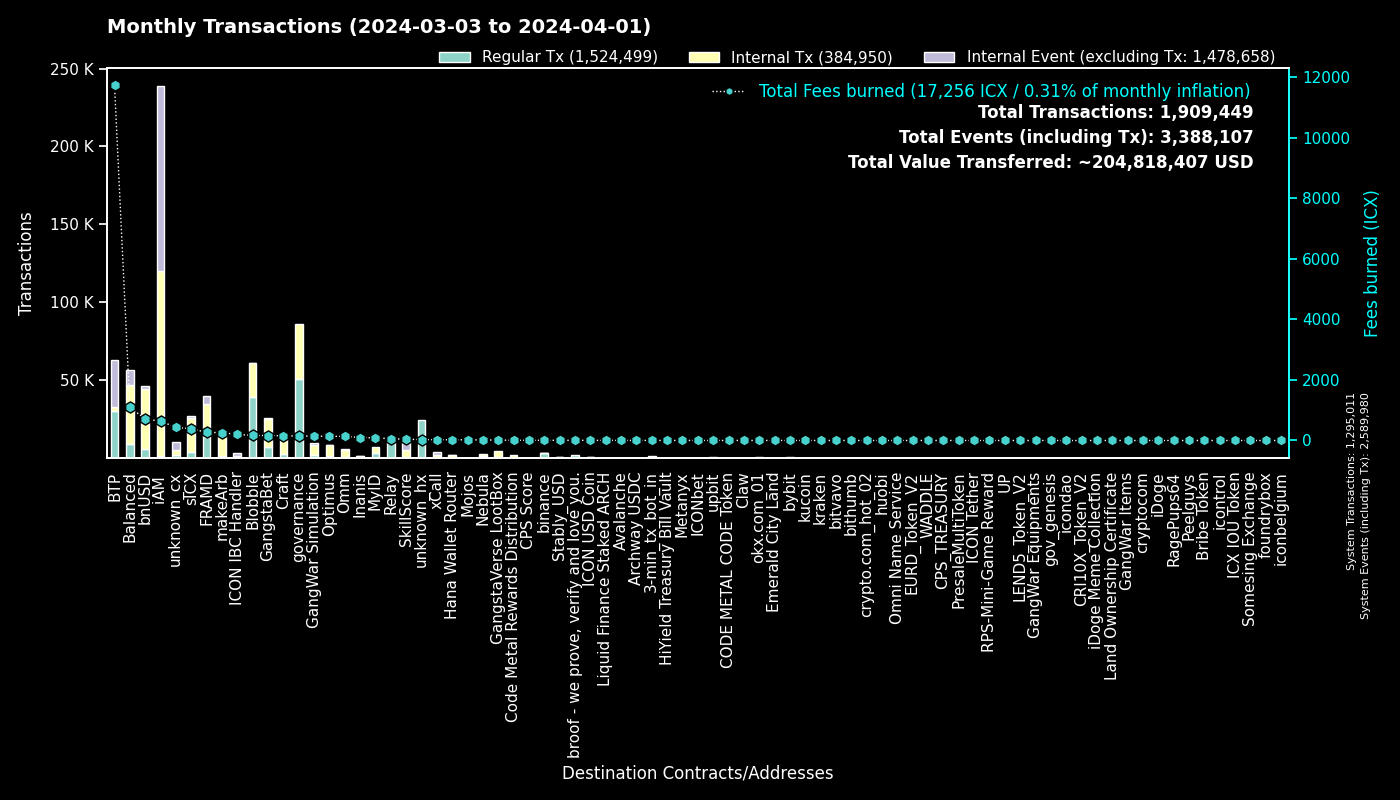 Monthly Transactions (2024-03-03 to 2024-04-01)
Regular Tx (1,524,499)
Internal Tx (384,950)
Internal Event (excluding Tx: 1,478,658)
Total Fees burned (17,256 ICX / 0.31% of monthly inflation)
Total Transactions: 1,909,449
Total Events (including Tx): 3,388,107
Total Value Transferred: ~204,818,407 USD
Transactions
250 K
200 K
150 K
100 K
50 K
Fees burned (ICX)
12000
10000
8000
6000
4000
2000
0
System Transactions: 1,295,011
System Events (including Tx): 2,589,980
BTP
Balanced
bnUSD
iAM
unknown_cx
sICX
FRAMD
makeArb
ICON IBC Handler
Blobble
GangstaBet
Craft
governance
GangWar Simulation
Optimus
Omm
Inanis
MyID
Relay
SkillScore
unknown_hx
xCall
Hana Wallet Router
Mojos
Nebula
GangstaVerse LootBox
Code Metal Rewards Distribution
CPS Score
binance
Stably_USD
broof - we prove, verify and love you.
ICON USD Coin
Liquid Finance Staked ARCH
Avalanche
Archway_USDC
3-min_tx_bot_in
HiYield Treasury Bill Vault
Metanyx
ICONbet
upbit
CODE METAL CODE Token
Claw
okx.com_01
Emerald City Land
bybit
kucoin
kraken
bitvavo
bithumb
crypto.com_hot_02
huobi
Omni Name Service
EURD_Token_V2
WADDLE
CPS_TREASURY
PresaleMultiToken
ICON Tether
RPS-Mini-Game Reward
UP
LEND5_Token_V2
GangWar Equipments
gov_genesis
icondao
CRI10X_Token_V2
iDoge Meme Collection
Land Ownership Certificate
GangWar Items
cryptocom
iDoge
RagePups64
Peelguys
Bribe Token
icontrol
ICX IOU Token
Somesing Exchange
foundrybox
iconbelgium
Destination Contracts/Addresses